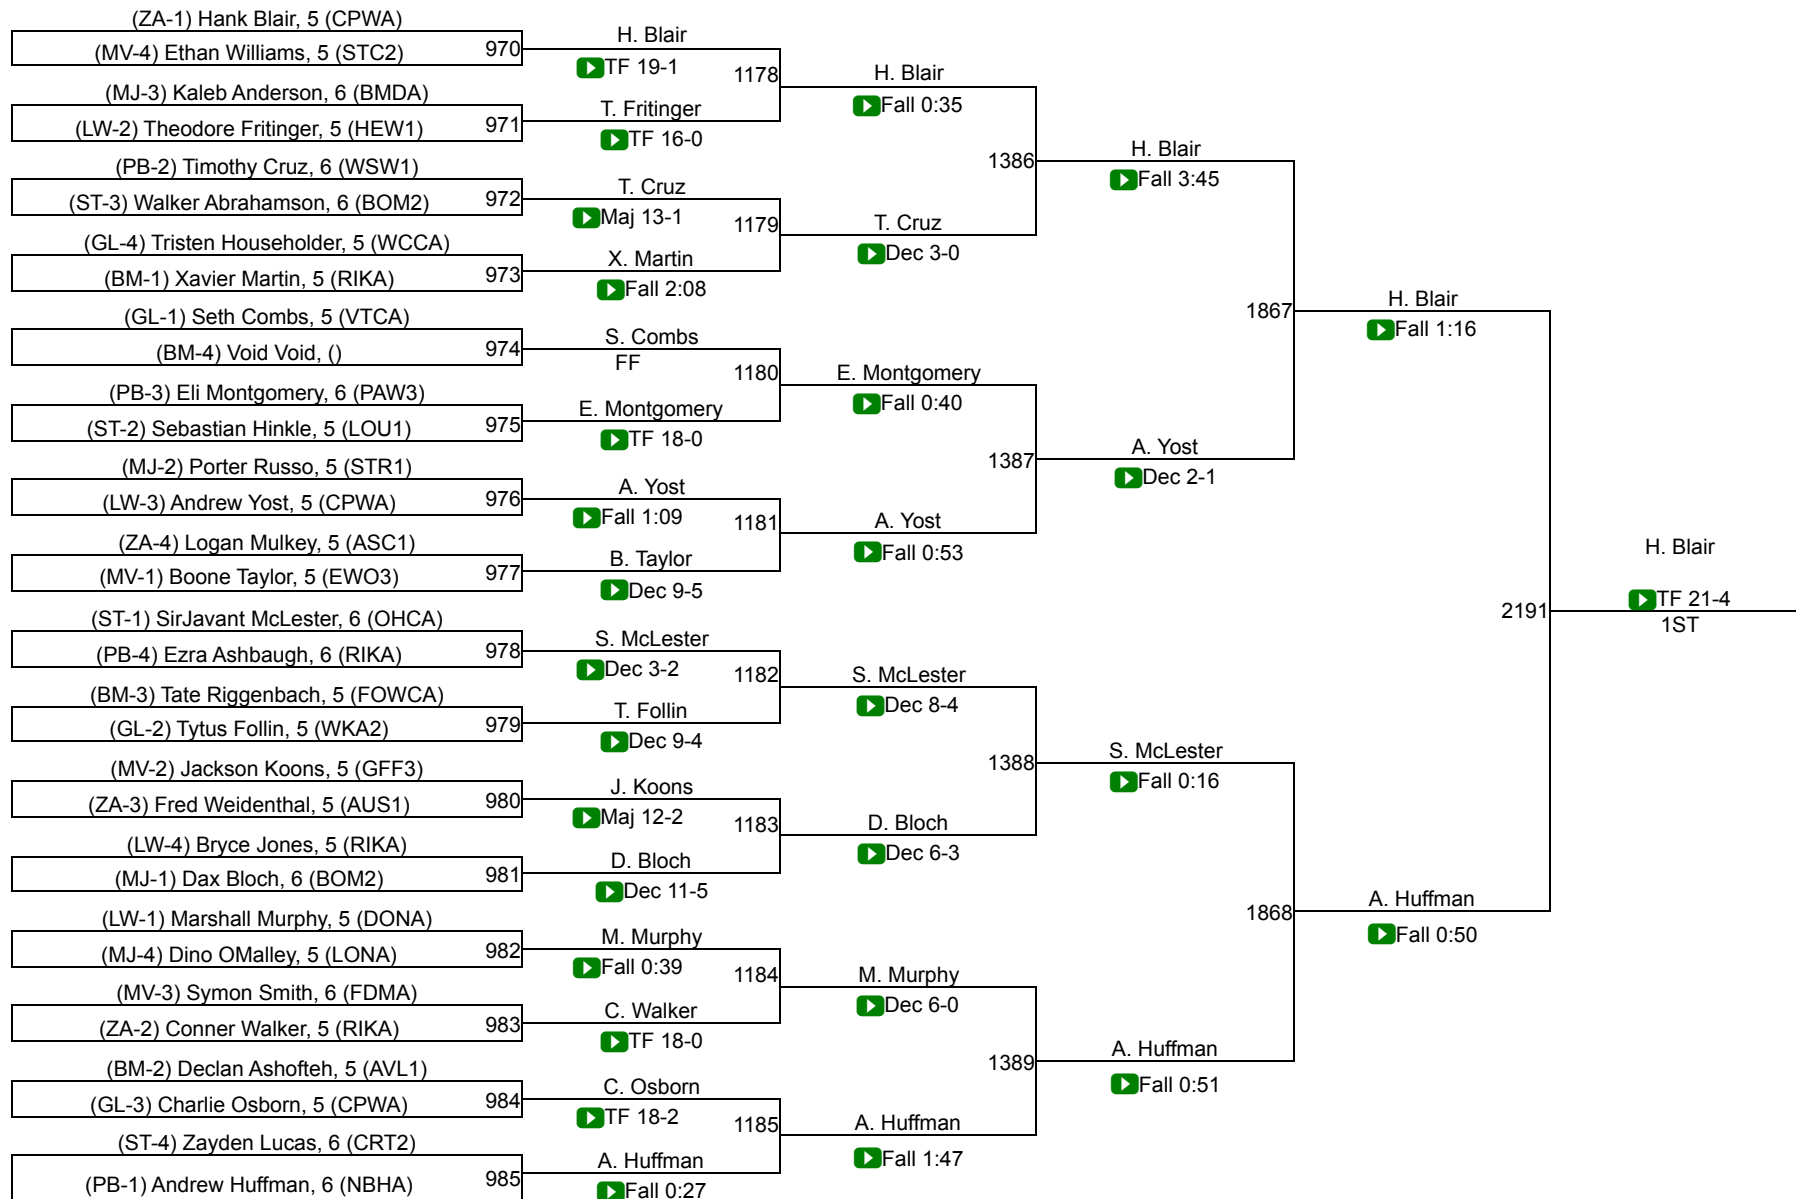 (ZA-1) Hank Blair, 5 (CPWA)
(MV-4) Ethan Williams, 5 (STC2)
970
(MJ-3) Kaleb Anderson, 6 (BMDA)
(LW-2) Theodore Fritinger, 5 (HEW1)
971
(PB-2) Timothy Cruz, 6 (WSW1)
(ST-3) Walker Abrahamson, 6 (BOM2)
972
(GL-4) Tristen Householder, 5 (WCCA)
(BM-1) Xavier Martin, 5 (RIKA)
973
(GL-1) Seth Combs, 5 (VTCA)
(BM-4) Void Void, ()
974
(PB-3) Eli Montgomery, 6 (PAW3)
(ST-2) Sebastian Hinkle, 5 (LOU1)
975
(MJ-2) Porter Russo, 5 (STR1)
(LW-3) Andrew Yost, 5 (CPWA)
976
(ZA-4) Logan Mulkey, 5 (ASC1)
(MV-1) Boone Taylor, 5 (EWO3)
977
(ST-1) SirJavant McLester, 6 (OHCA)
(PB-4) Ezra Ashbaugh, 6 (RIKA)
978
(BM-3) Tate Riggenbach, 5 (FOWCA)
(GL-2) Tytus Follin, 5 (WKA2)
979
(MV-2) Jackson Koons, 5 (GFF3)
(ZA-3) Fred Weidenthal, 5 (AUS1)
980
(LW-4) Bryce Jones, 5 (RIKA)
(MJ-1) Dax Bloch, 6 (BOM2)
981
(LW-1) Marshall Murphy, 5 (DONA)
(MJ-4) Dino OMalley, 5 (LONA)
982
(MV-3) Symon Smith, 6 (FDMA)
(ZA-2) Conner Walker, 5 (RIKA)
983
(BM-2) Declan Ashofteh, 5 (AVL1)
(GL-3) Charlie Osborn, 5 (CPWA)
984
(ST-4) Zayden Lucas, 6 (CRT2)
(PB-1) Andrew Huffman, 6 (NBHA)
985
H. Blair
TF 19-1
1178
T. Fritinger
TF 16-0
T. Cruz
Maj 13-1
1179
X. Martin
Fall 2:08
S. Combs
FF
1180
E. Montgomery
TF 18-0
A. Yost
Fall 1:09
1181
B. Taylor
Dec 9-5
S. McLester
Dec 3-2
1182
T. Follin
Dec 9-4
J. Koons
Maj 12-2
1183
D. Bloch
Dec 11-5
M. Murphy
Fall 0:39
1184
C. Walker
TF 18-0
C. Osborn
TF 18-2
1185
A. Huffman
Fall 0:27
H. Blair
Fall 0:35
1386
T. Cruz
Dec 3-0
E. Montgomery
Fall 0:40
1387
A. Yost
Fall 0:53
S. McLester
Dec 8-4
1388
D. Bloch
Dec 6-3
M. Murphy
Dec 6-0
1389
A. Huffman
Fall 1:47
H. Blair
Fall 3:45
1867
A. Yost
Dec 2-1
S. McLester
Fall 0:16
1868
A. Huffman
Fall 0:51
H. Blair
Fall 1:16
2191
A. Huffman
Fall 0:50
H. Blair
TF 21-4
1ST